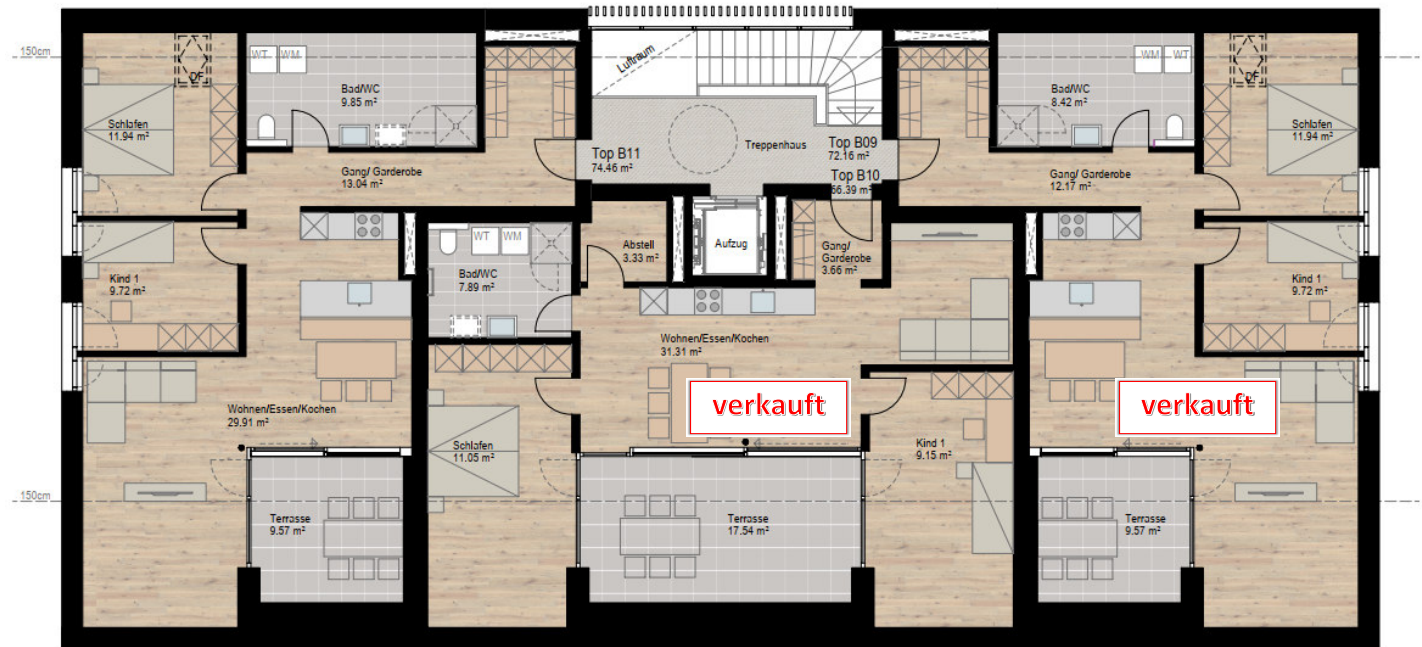 150cm
WT WM
DF
Bad/WC
9.85 m²
Schlafen
11.94 m²
Gang/ Garderobe
13.04 m²
Luftraum
Treppenhaus
Top B11
74.46 m²
Top B09
72.16 m²
Top B10
66.39 m²
WM WT
DF
Bad/WC
8.42 m²
Schlafen
11.94 m²
Gang/ Garderobe
12.17 m²
Kind 1
9.72 m²
WT WM
Bad/WC
7.89 m²
Abstell
3.33 m²
Aufzug
Gang/
Garderobe
3.66 m²
Kind 1
9.72 m²
Wohnen/Essen/Kochen
29.91 m²
Wohnen/Essen/Kochen
31.31 m²
verkauft
verkauft
Schlafen
11.05 m²
Kind 1
9.15 m²
150cm
Terrasse
9.57 m²
Terrasse
17.54 m²
Terrasse
9.57 m²